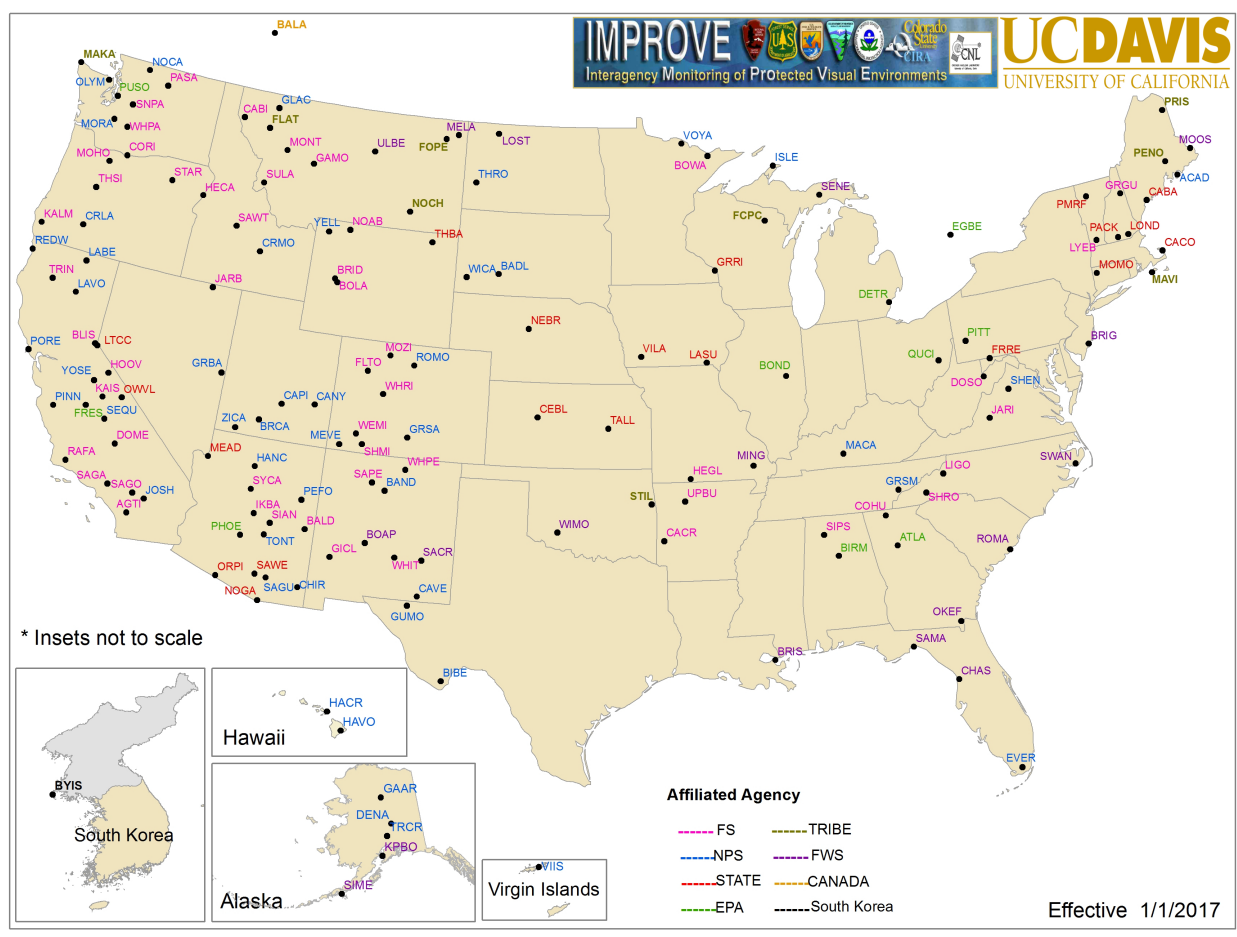 BALA
IMPROVE
Interagency Monitoring of Protected Visual Environments
Colorado State University
CIRA
CNL
UCDAVIS
UNIVERSITY OF CALIFORNIA
MAKA
NOCA
OLYM
PASA
PUSO
SNPA
MORA
WHPA
CORI
MOHO
THSI
STAR
HECA
KALM
CRLA
REDW
LABE
TRIN
LAVO
CABI
GLAC
FLAT
MONT
GAMO
SULA
ULBE
FOPE
MELA
LOST
THRO
NOCH
SAWT
CRMO
YELL
NOAB
THBA
JARB
BRID
BOLA
WICA
BADL
VOYA
BOWA
ISLE
SENE
FCPC
GRRI
EGBE
DETR
PRIS
MOOS
PENO
ACAD
GRGU
CABA
PMRF
PACK
LOND
LYEB
CACO
MOMO
MAVI
BLIS
LTCC
PORE
HOOV
YOSE
KAIS
OWVL
PINN
FRES
SEQU
DOME
RAFA
SAGA
SAGO
JOSH
AGTI
GRBA
MOZI
ROMO
FLTO
WHRI
CAPI
CANY
ZICA
BRCA
MEVE
WEMI
SHMI
GRSA
NEBR
VILA
LASU
BOND
CEBL
TALL
PITT
FRRE
QUCI
DOSO
SHEN
BRIG
JARI
MEAD
HANC
SYCA
PEFO
IKBA
SIAN
BALD
PHOE
TONT
SAPE
WHPE
BAND
BOAP
GICL
WHIT
SACR
ORPI
SAWE
NOGA
SAGU
CHIR
CAVE
GUMO
BIBE
MING
MACA
HEGL
UPBU
STIL
WIMO
CACR
LIGO
GRSM
SHRO
COHU
SWAN
SIPS
BIRM
ATLA
ROMA
OKEF
SAMA
CHAS
BRIS
EVER
* Insets not to scale
BYIS
South Korea
HACR
HAVO
Hawaii
GAAR
DENA
TRCR
KPBO
SIME
Alaska
VIIS
Virgin Islands
Affiliated Agency
FS
TRIBE
NPS
FWS
STATE
CANADA
EPA
South Korea
Effective 1/1/2017